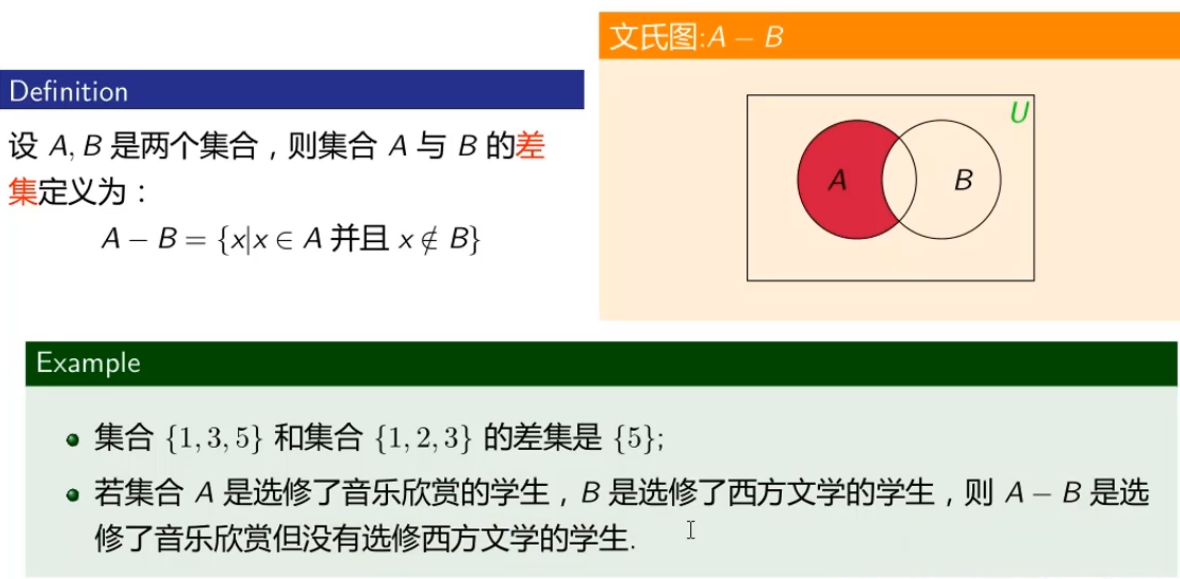 Definition
设 A, B 是两个集合，则集合 A 与 B 的差
集定义为：
A − B = {x|x ∈ A 并且 x ∉ B}
文氏图:A − B
U
A
B
Example
集合 {1, 3, 5} 和集合 {1, 2, 3} 的差集是 {5};
若集合 A 是选修了音乐欣赏的学生，B 是选修了西方文学的学生，则 A − B 是选
修了音乐欣赏但没有选修西方文学的学生.